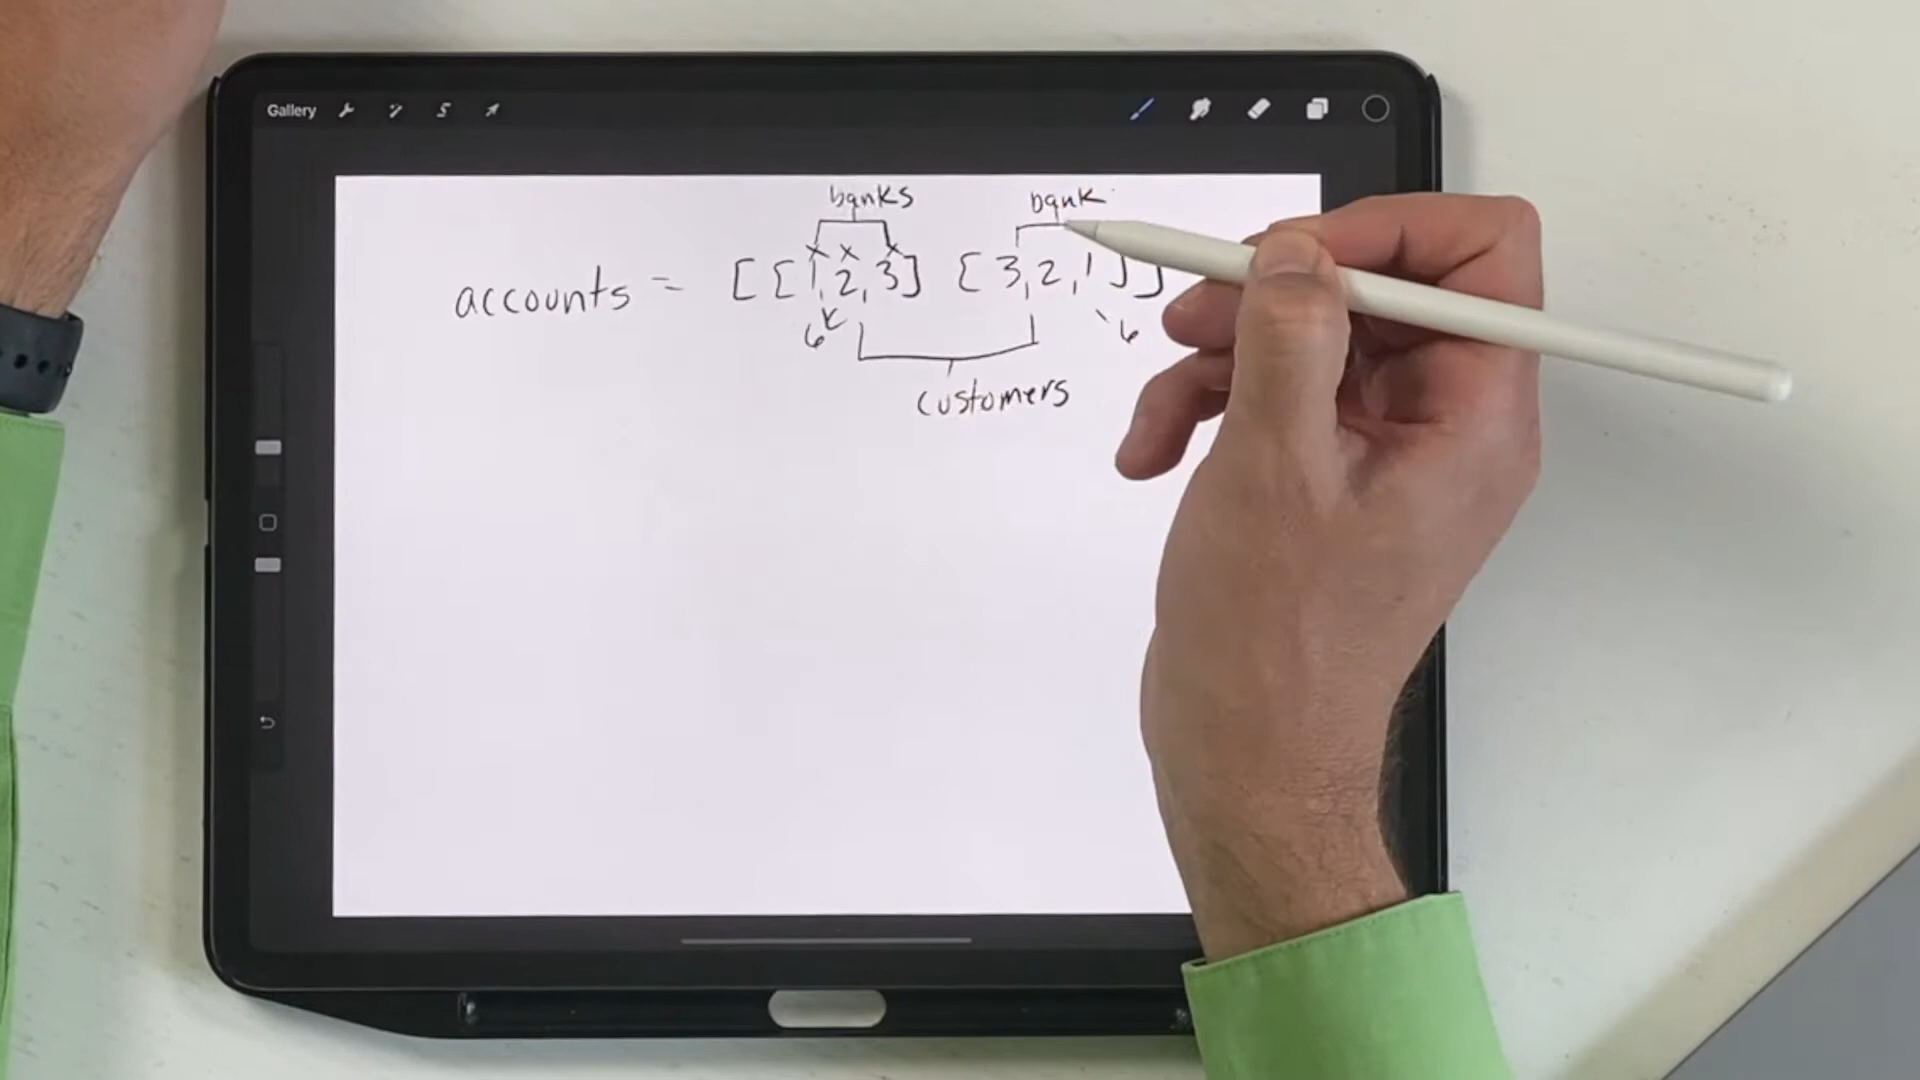 Gallery
banks bank
x x x
accounts = [[1,2,3] [3,2,1]]
6 6
customers